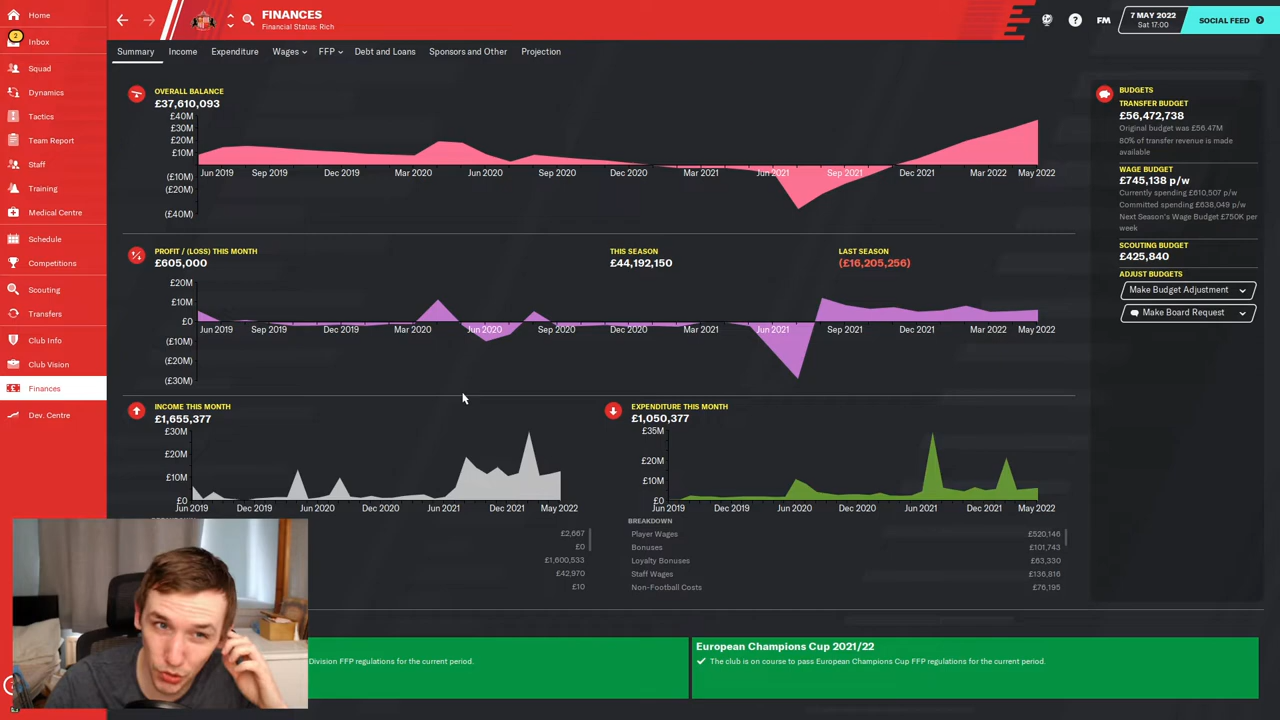 Home
2
Inbox
Squad
Dynamics
Tactics
Team Report
Staff
Training
Medical Centre
Schedule
Competitions
Scouting
Transfers
Club Info
Club Vision
Finances
Dev. Centre
FINANCES
Financial Status: Rich
?
FM
7 MAY 2022
Sat 17:00
SOCIAL FEED
Summary Income Expenditure Wages FFP Debt and Loans Sponsors and Other Projection
OVERALL BALANCE
£37,610,093
£40M
£30M
£20M
£10M
(£10M)
(£20M)
(£40M)
Jun 2019 Sep 2019 Dec 2019 Mar 2020 Jun 2020 Sep 2020 Dec 2020 Mar 2021 Jun 2021 Sep 2021 Dec 2021 Mar 2022 May 2022
PROFIT / (LOSS) THIS MONTH
£605,000
THIS SEASON
£44,192,150
LAST SEASON
(£16,205,256)
£20M
£10M
£0
(£10M)
(£20M)
(£30M)
Jun 2019 Sep 2019 Dec 2019 Mar 2020 Jun 2020 Sep 2020 Dec 2020 Mar 2021 Jun 2021 Sep 2021 Dec 2021 Mar 2022 May 2022
INCOME THIS MONTH
£1,655,377
£30M
£20M
£10M
£0
Jun 2019 Dec 2019 Jun 2020 Dec 2020 Jun 2021 Dec 2021 May 2022
£2,667
£0
£1,600,533
£42,970
£10
EXPENDITURE THIS MONTH
£1,050,377
£35M
£20M
£10M
£0
Jun 2019 Dec 2019 Jun 2020 Dec 2020 Jun 2021 Dec 2021 May 2022
BREAKDOWN
Player Wages £520,146
Bonuses £101,743
Loyalty Bonuses £63,330
Staff Wages £136,816
Non-Football Costs £76,195
Division FFP regulations for the current period.
European Champions Cup 2021/22
The club is on course to pass European Champions Cup FFP regulations for the current period.
BUDGETS
TRANSFER BUDGET
£56,472,738
Original budget was £56.47M
80% of transfer revenue is made
available
WAGE BUDGET
£745,138 p/w
Currently spending £610,507 p/w
Committed spending £638,049 p/w
Next Season's Wage Budget £750K per
week
SCOUTING BUDGET
£425,840
ADJUST BUDGETS
Make Budget Adjustment
Make Board Request